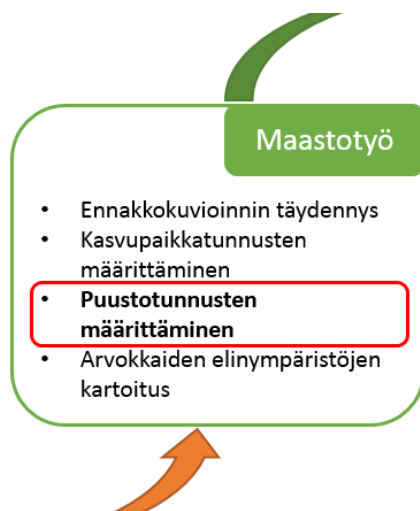 Maastotyö
• Ennakkokuvioinnin täydennys
• Kasvupaikkatunnusten
määrittäminen
• Puustotunnusten
määrittäminen
• Arvokkaiden elinympäristöjen
kartoitus